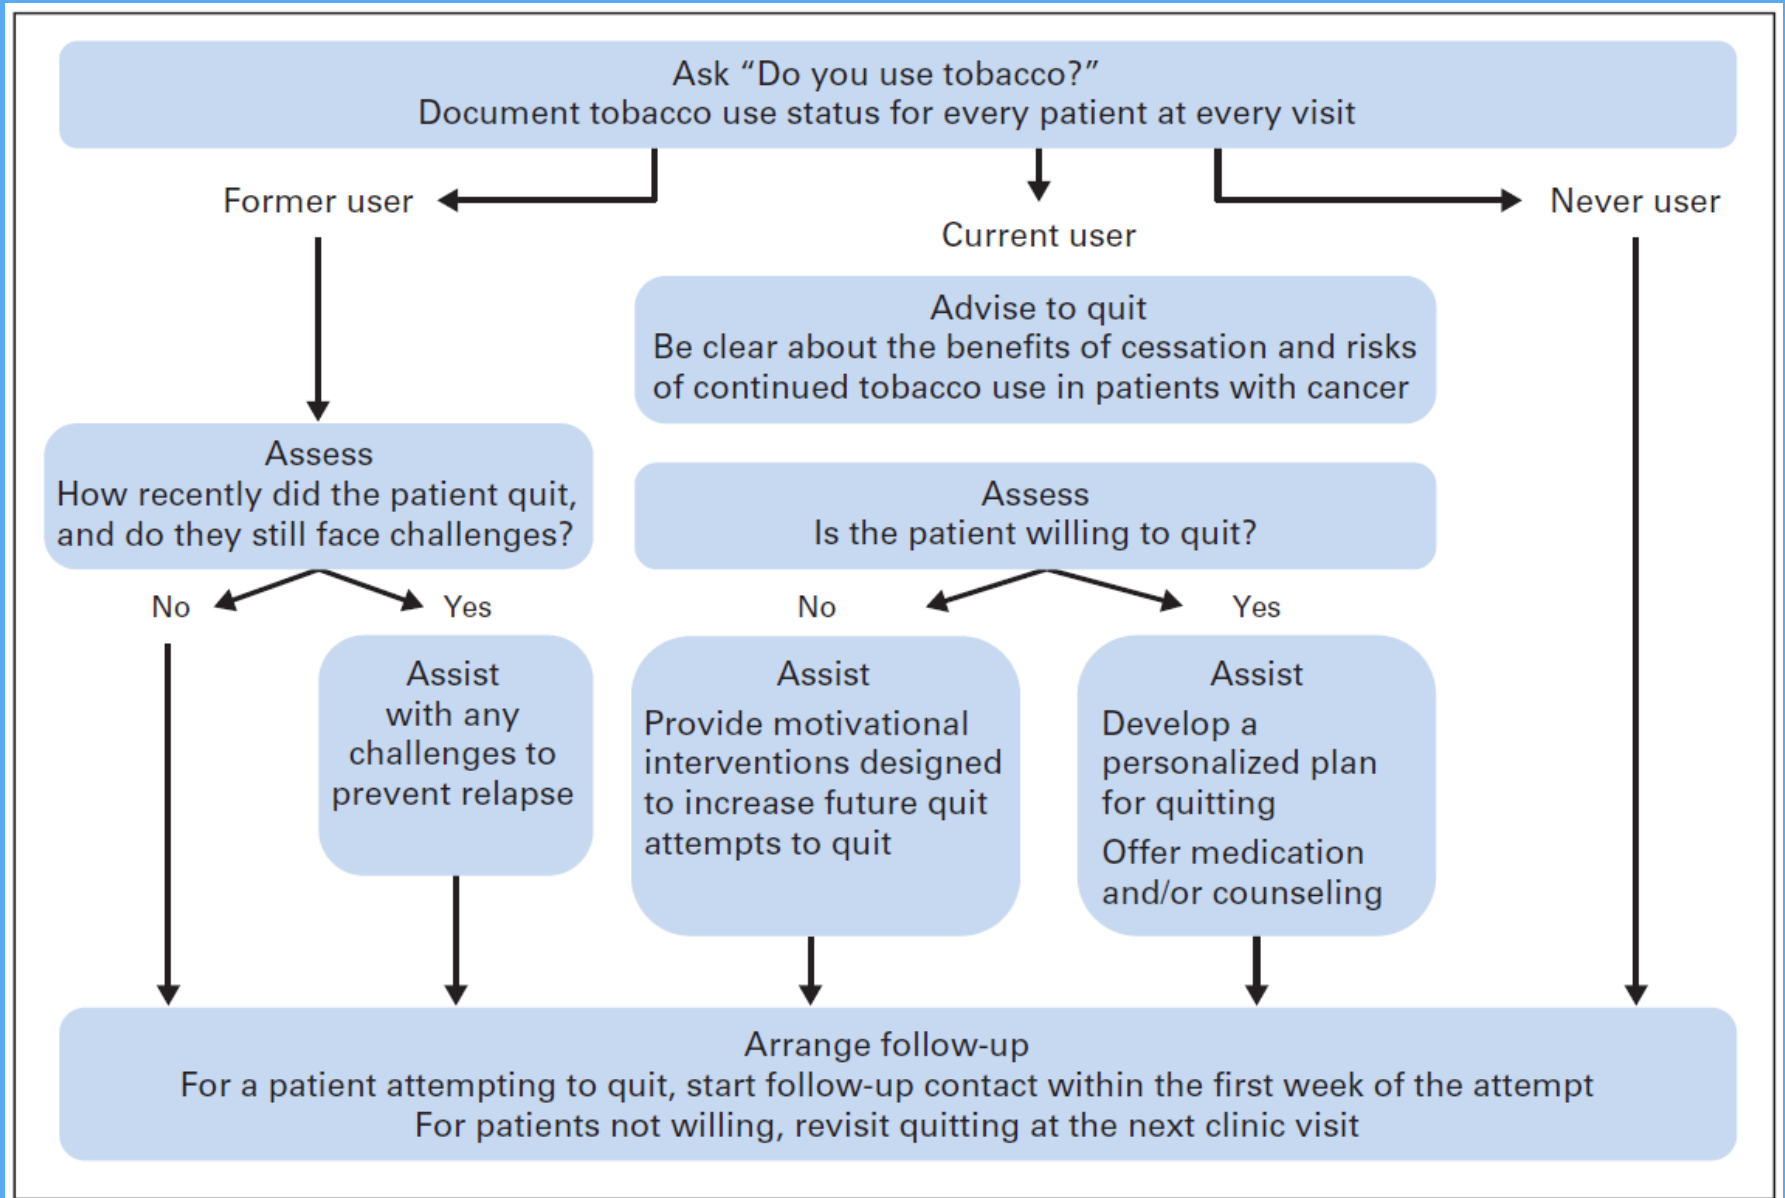 Ask “Do you use tobacco?”
Document tobacco use status for every patient at every visit
Former user
Current user
Never user
Advise to quit
Be clear about the benefits of cessation and risks
of continued tobacco use in patients with cancer
Assess
How recently did the patient quit,
and do they still face challenges?
Assess
Is the patient willing to quit?
No
Yes
No
Yes
Assist
with any
challenges to
prevent relapse
Assist
Provide motivational
interventions designed
to increase future quit
attempts to quit
Assist
Develop a
personalized plan
for quitting
Offer medication
and/or counseling
Arrange follow-up
For a patient attempting to quit, start follow-up contact within the first week of the attempt
For patients not willing, revisit quitting at the next clinic visit